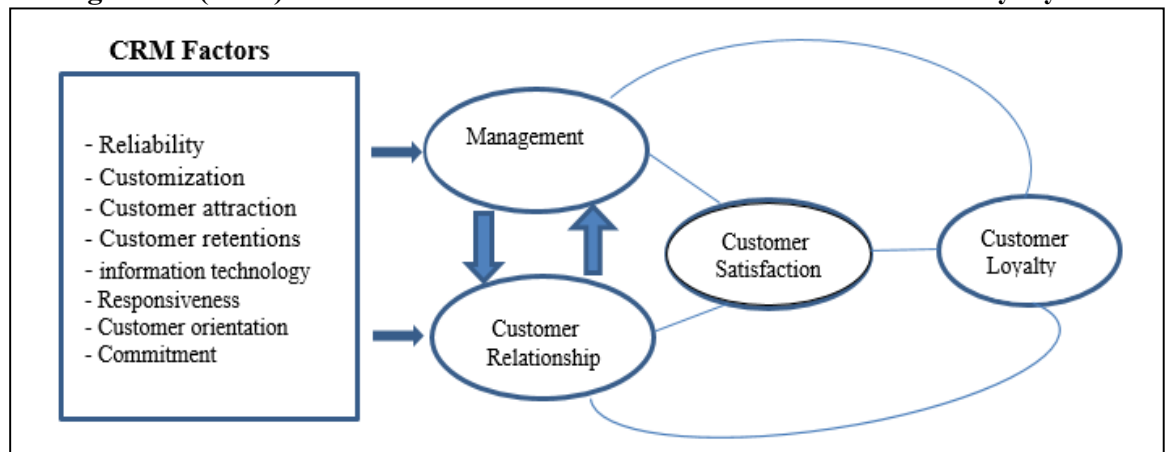 CRM Factors
- Reliability
- Customization
- Customer attraction
- Customer retentions
- information technology
- Responsiveness
- Customer orientation
- Commitment
Management
Customer
Relationship
Customer
Satisfaction
Customer
Loyalty